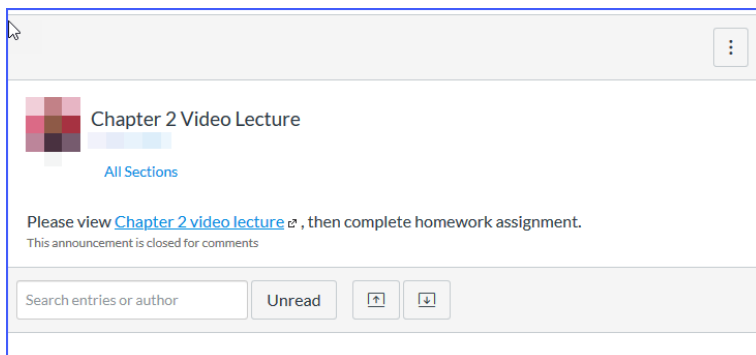 Chapter 2 Video Lecture
All Sections
Please view Chapter 2 video lecture , then complete homework assignment.
This announcement is closed for comments
Search entries or author
Unread